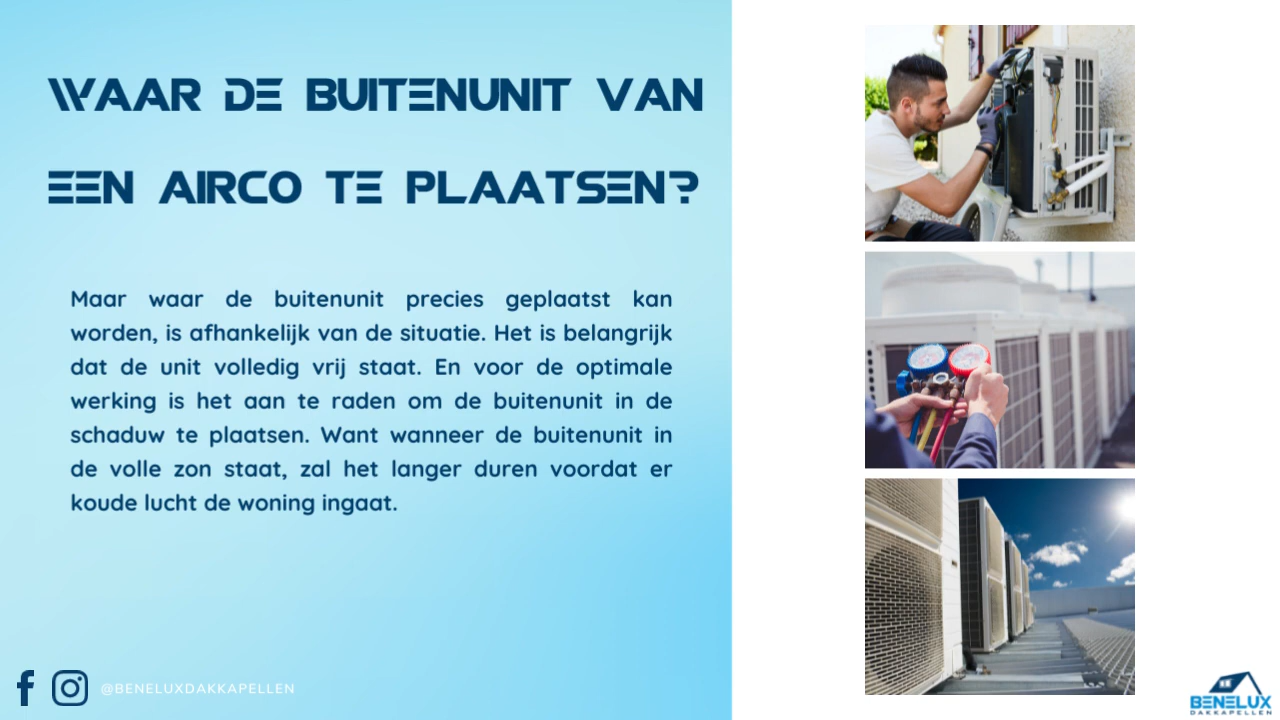 WAAR DE BUITENUNIT VAN
EEN AIRCO TE PLAATSEN?
Maar waar de buitenunit precies geplaatst kan
worden, is afhankelijk van de situatie. Het is belangrijk
dat de unit volledig vrij staat. En voor de optimale
werking is het aan te raden om de buitenunit in de
schaduw te plaatsen. Want wanneer de buitenunit in
de volle zon staat, zal het langer duren voordat er
koude lucht de woning ingaat.
@BENELUXDAKKAPELLEN
BENELUX
DAKKAPELLEN